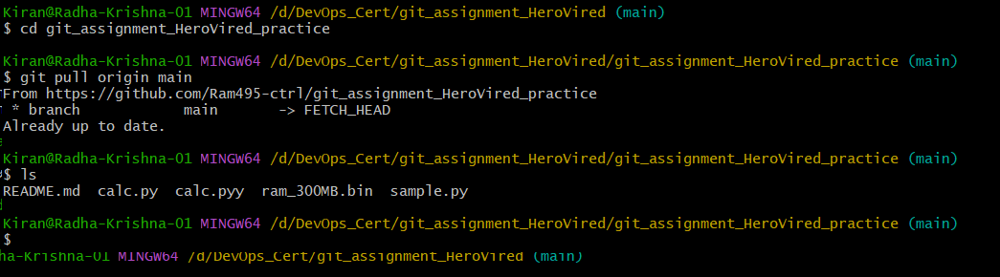 Kiran@Radha-Krishna-01 MINGW64 /d/DevOps_Cert/git_assignment_HeroVired (main)
$ cd git_assignment_HeroVired_practice
Kiran@Radha-Krishna-01 MINGW64 /d/DevOps_Cert/git_assignment_HeroVired/git_assignment_HeroVired_practice (main)
$ git pull origin main
From https://github.com/Ram495-ctrl/git_assignment_HeroVired_practice
* branch            main       -> FETCH_HEAD
Already up to date.
Kiran@Radha-Krishna-01 MINGW64 /d/DevOps_Cert/git_assignment_HeroVired/git_assignment_HeroVired_practice (main)
$ ls
README.md  calc.py  calc.pyy  ram_300MB.bin  sample.py
Kiran@Radha-Krishna-01 MINGW64 /d/DevOps_Cert/git_assignment_HeroVired/git_assignment_HeroVired_practice (main)
$
ha-Krishna-01 MINGW64 /d/DevOps_Cert/git_assignment_HeroVired (main)